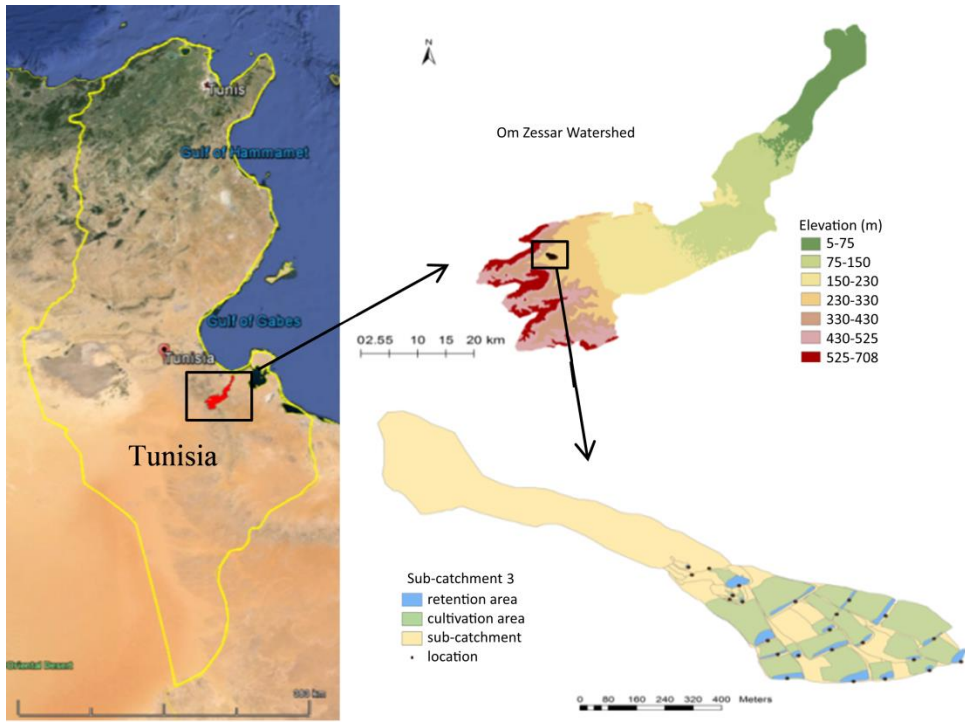 Tunis
Gulf of Hammamet
Gulf of Gabes
Tunisia
Tunisia
Oriental Desert
N
Om Zessar Watershed
Elevation (m)
5-75
75-150
150-230
230-330
330-430
430-525
525-708
02.55 10 15 20 km
Sub-catchment 3
retention area
cultivation area
sub-catchment
location
0 80 160 240 320 400 Meters